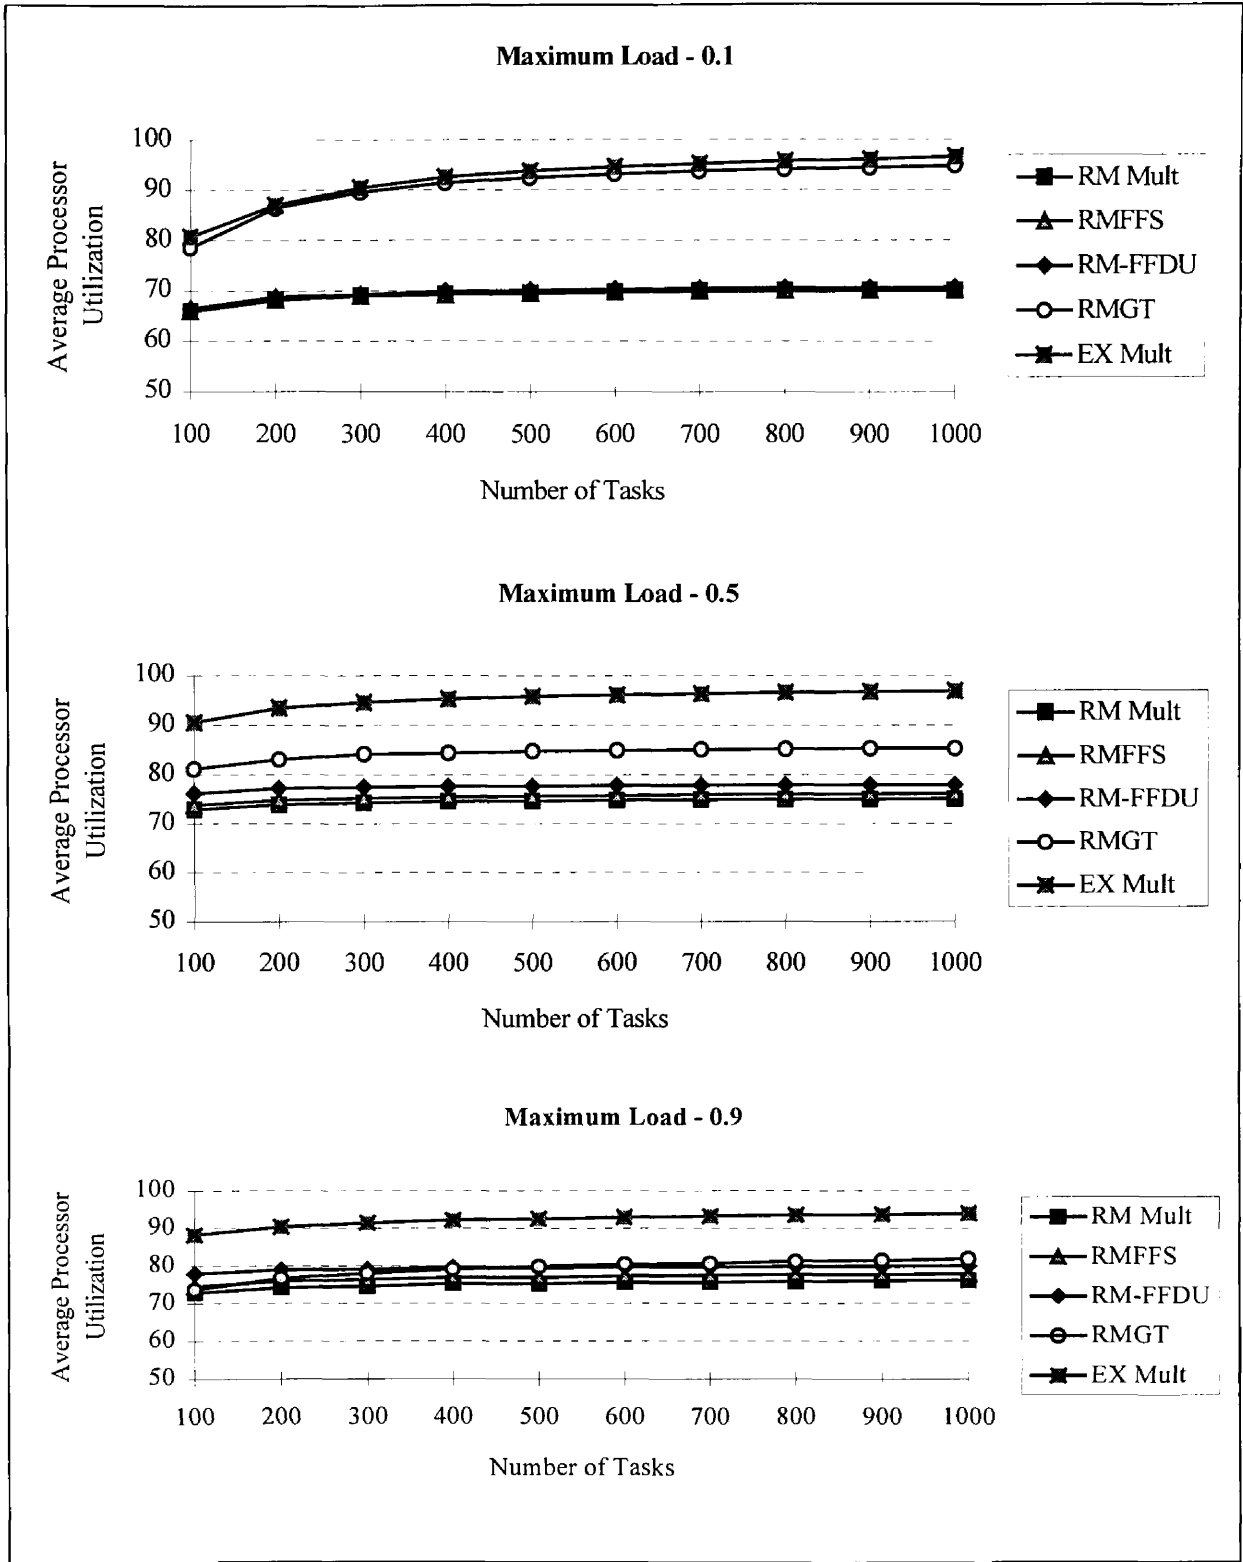 Maximum Load - 0.1
Average Processor
Utilization
100
90
80
70
60
50
100 200 300 400 500 600 700 800 900 1000
Number of Tasks
RM Mult
RMFFS
RM-FFDU
RMGT
EX Mult
Maximum Load - 0.5
Average Processor
Utilization
100
90
80
70
60
50
100 200 300 400 500 600 700 800 900 1000
Number of Tasks
RM Mult
RMFFS
RM-FFDU
RMGT
EX Mult
Maximum Load - 0.9
Average Processor
Utilization
100
90
80
70
60
50
100 200 300 400 500 600 700 800 900 1000
Number of Tasks
RM Mult
RMFFS
RM-FFDU
RMGT
EX Mult